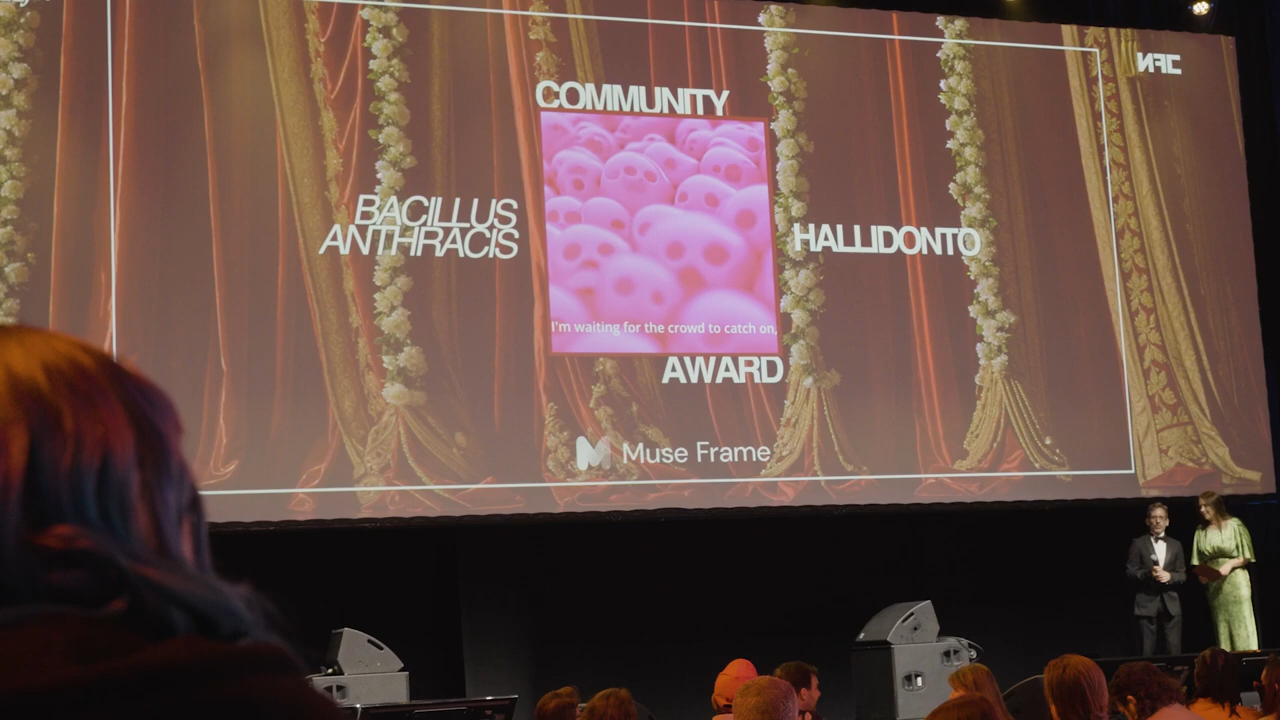 NFC
COMMUNITY
BACILLUS
ANTHRACIS
HALLIDONTO
I'm waiting for the crowd to catch on,
AWARD
Muse Frame